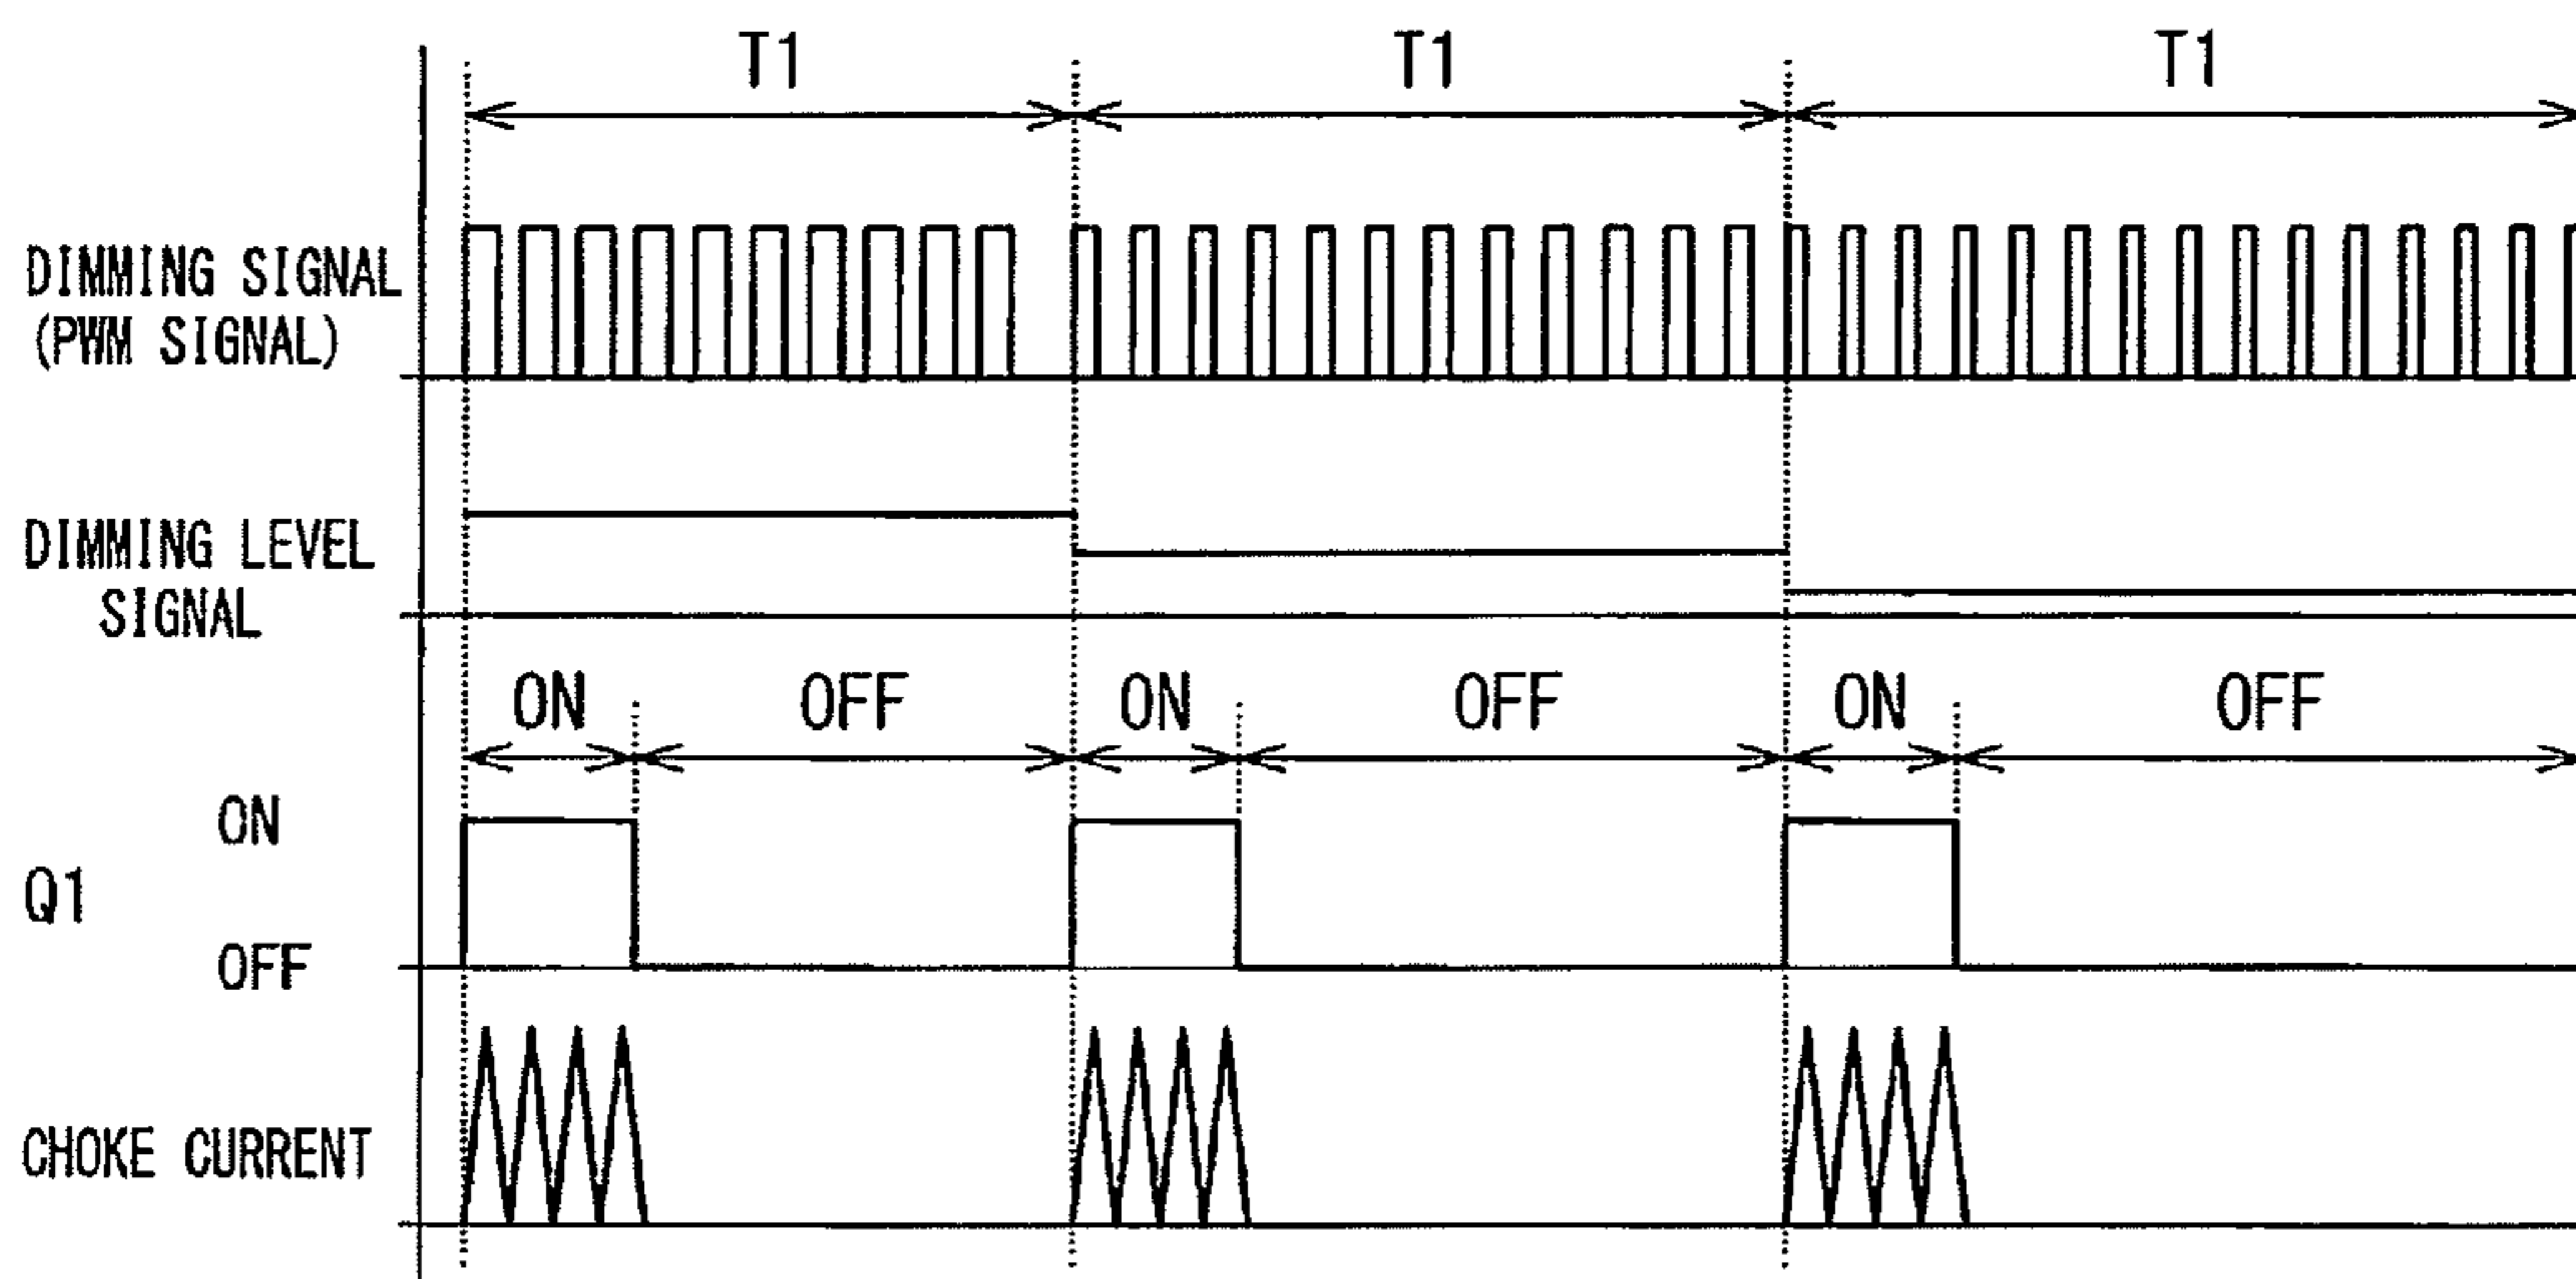 T1 T1 T1
DIMMING SIGNAL
(PWM SIGNAL)
DIMMING LEVEL
SIGNAL
ON OFF ON OFF ON OFF
ON
Q1
OFF
CHOKE CURRENT